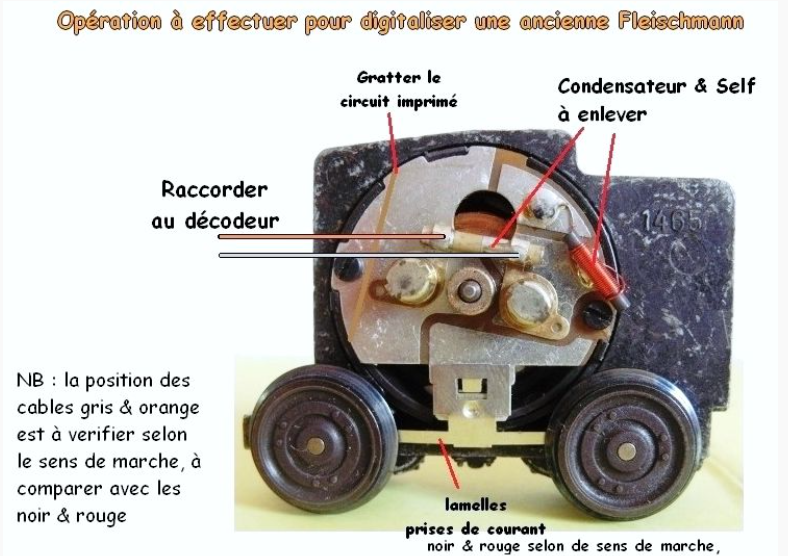 Opération à effectuer pour digitaliser une ancienne Fleischmann
Gratter le
circuit imprimé
Condensateur & Self
à enlever
Raccorder
au décodeur
1465
NB : la position des
cables gris & orange
est à verifier selon
le sens de marche, à
comparer avec les
noir & rouge
lamelles
prises de courant
noir & rouge selon de sens de marche,